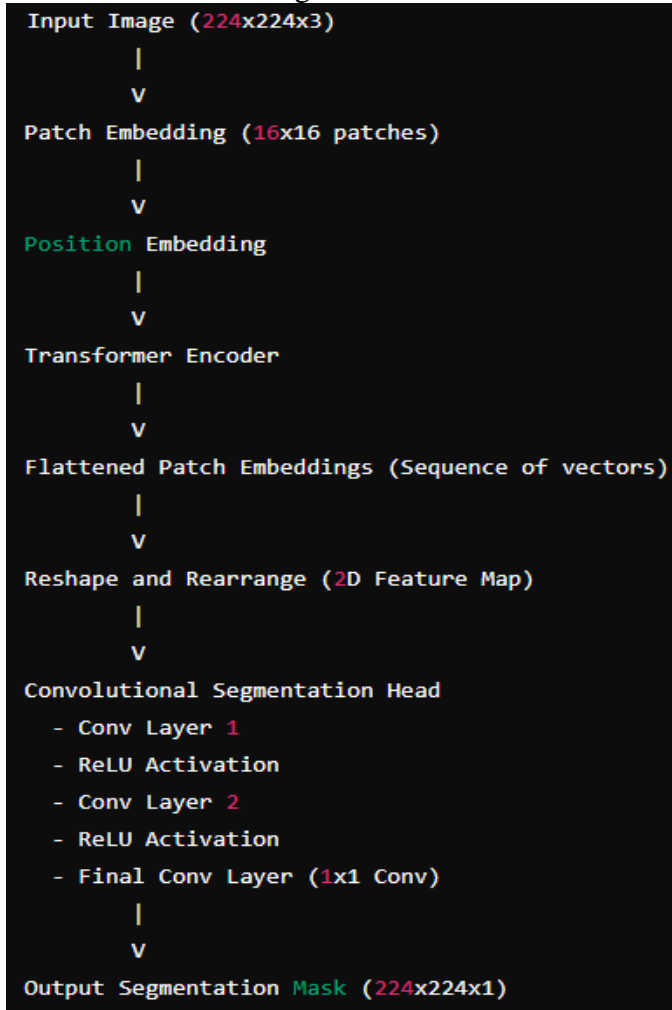 Input Image (224x224x3)
|
v
Patch Embedding (16x16 patches)
|
v
Position Embedding
|
v
Transformer Encoder
|
v
Flattened Patch Embeddings (Sequence of vectors)
|
v
Reshape and Rearrange (2D Feature Map)
|
v
Convolutional Segmentation Head
- Conv Layer 1
- ReLU Activation
- Conv Layer 2
- ReLU Activation
- Final Conv Layer (1x1 Conv)
|
v
Output Segmentation Mask (224x224x1)